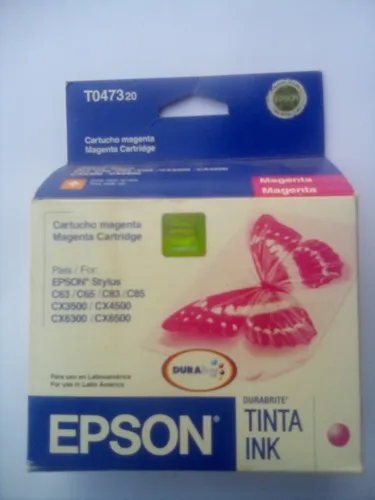 T047320
Cartucho magenta
Magenta Cartridge
Magenta
Magenta
Cartucho magenta
Magenta Cartridge
Para / For:
EPSON Stylus
C63 / C65 / C83 / C85
CX3500 / CX4500
CX6300 / CX6500
Para uso en Latinoamérica
For use in Latin America
DURA
DURABRITE
EPSON
TINTA
INK